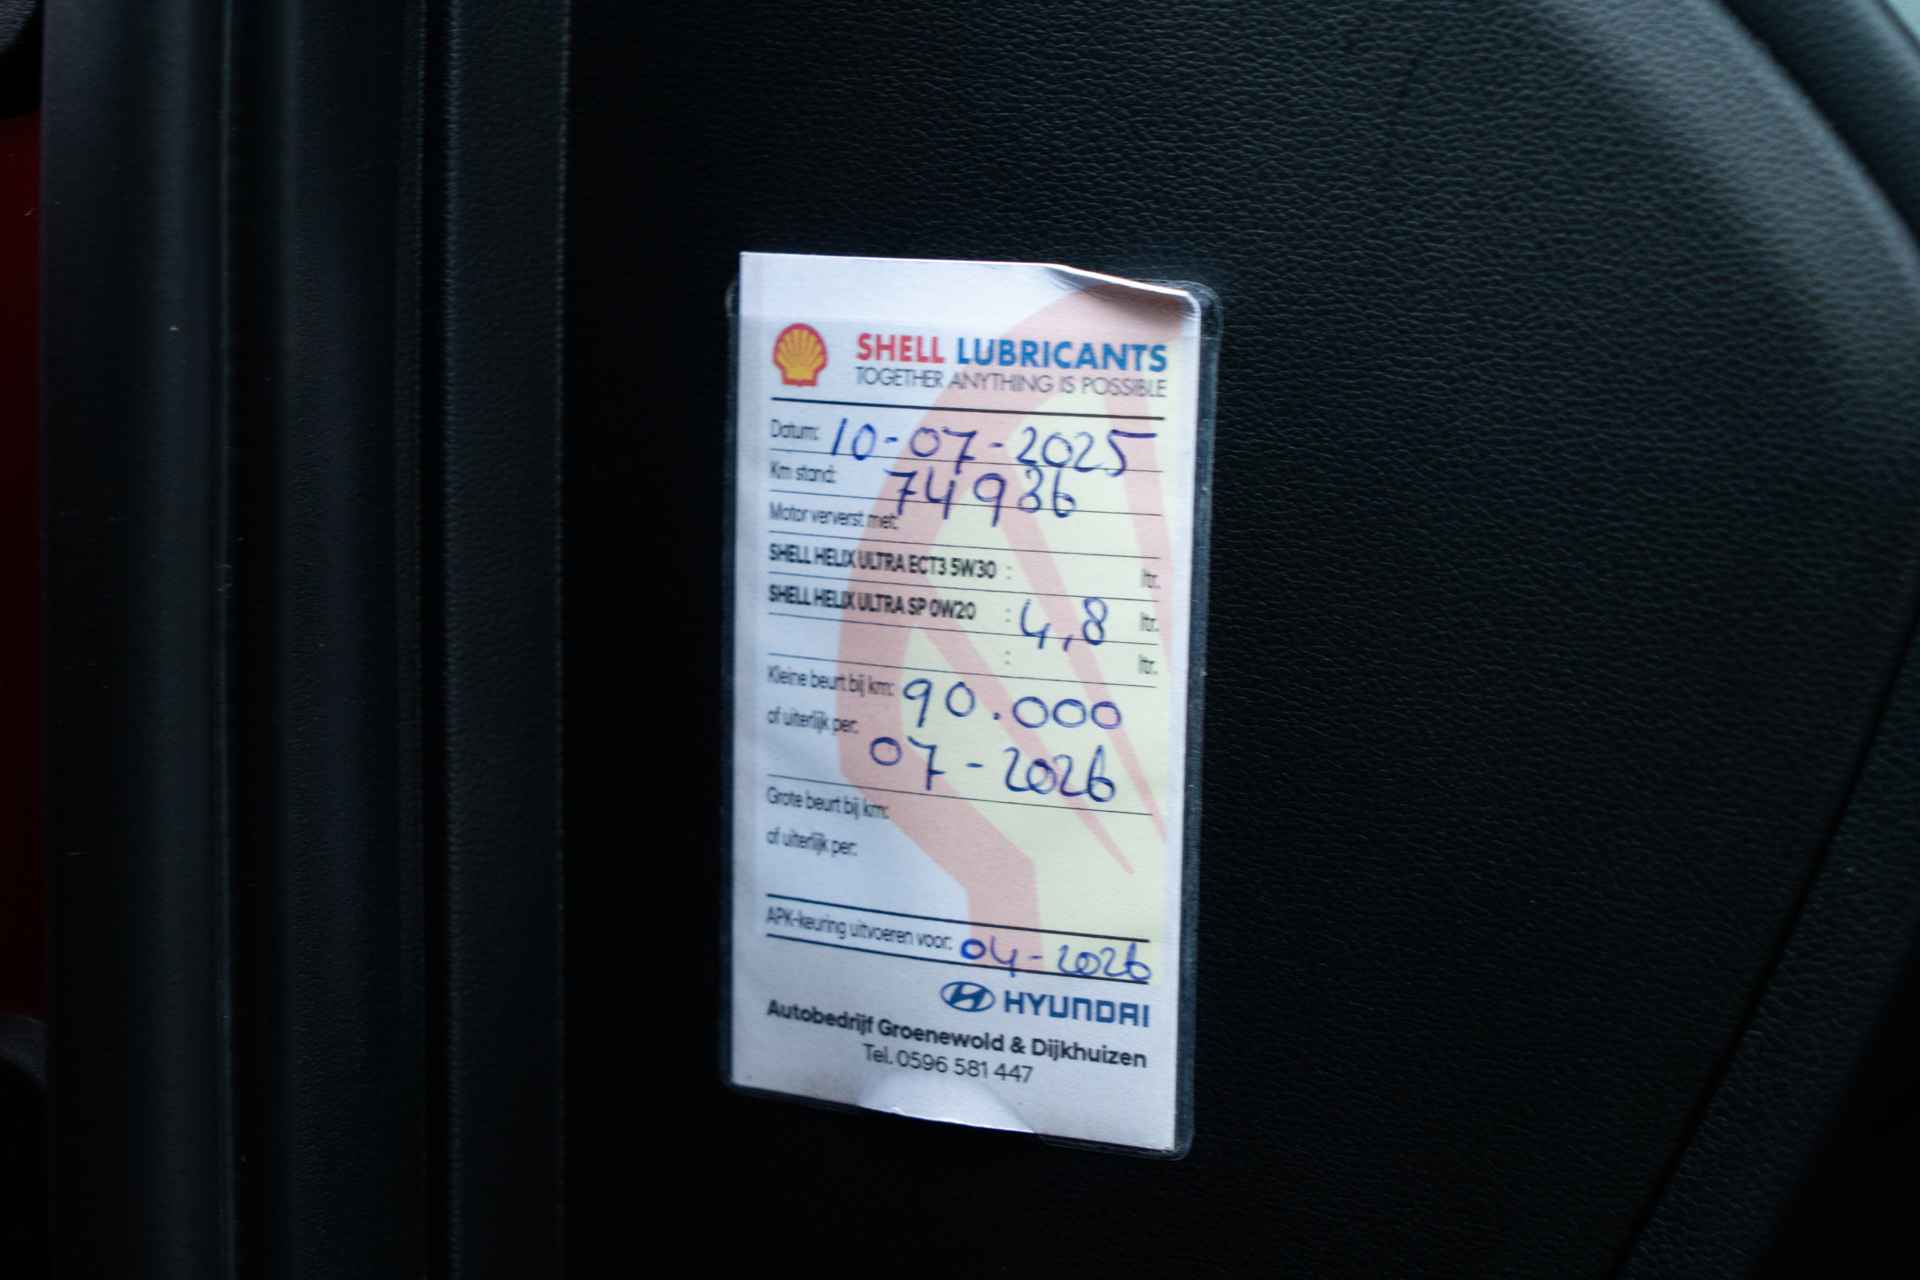 SHELL LUBRICANTS
TOGETHER ANYTHING IS POSSIBLE
Datum: 10-07-2025
Km stand: 74936
Motor ververst met:
SHELL HELIX ULTRA ECT3 5W30 : ltr.
SHELL HELIX ULTRA SP 0W20 : 4,8 ltr.
: ltr.
Kleine beurt bij km: 90.000
of uiterlijk per: 07-2026
Grote beurt bij km:
of uiterlijk per:
APK-keuring uitvoeren voor: 04-2026
HYUNDAI
Autobedrijf Groenewold & Dijkhuizen
Tel. 0596 581 447